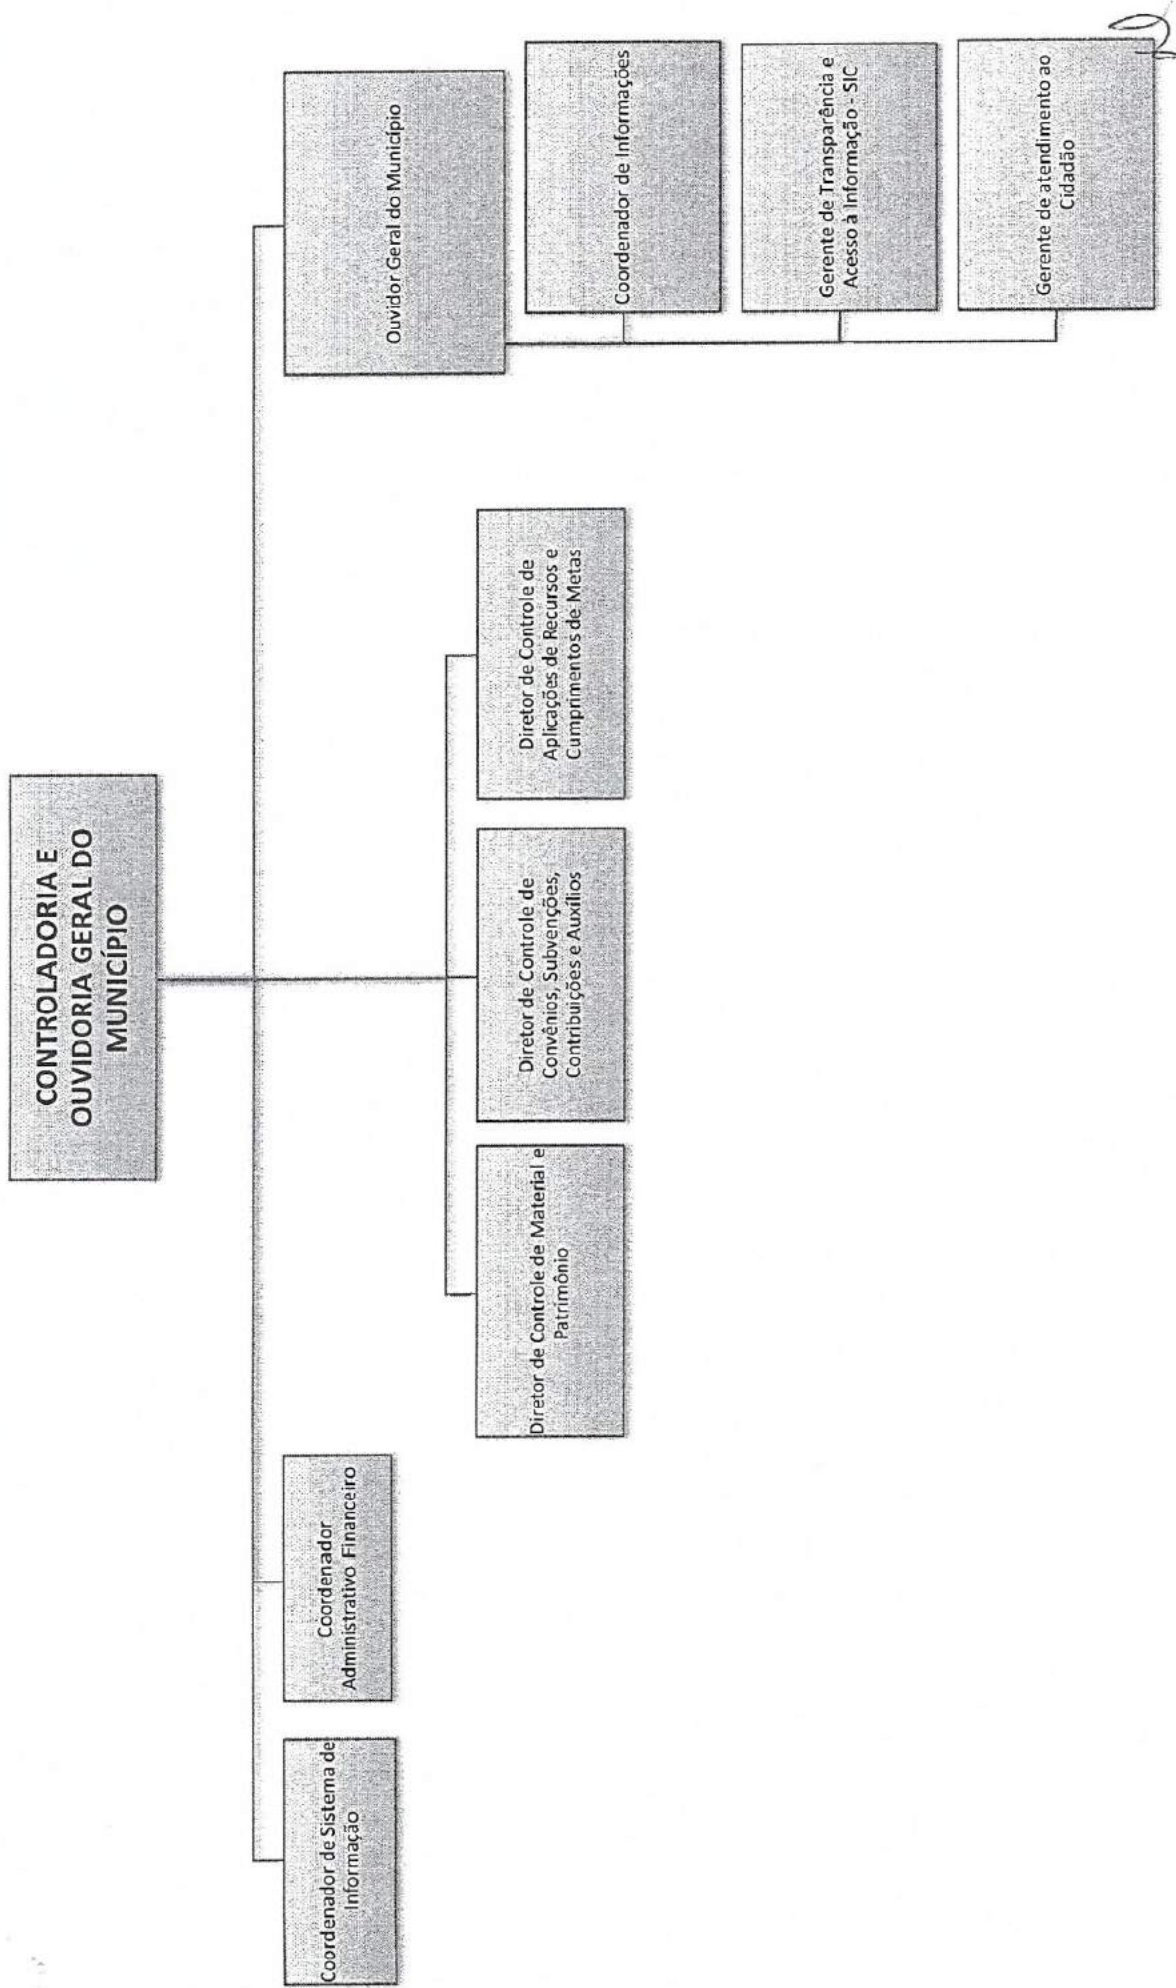 CONTROLADORIA E
OUVIDORIA GERAL DO
MUNICÍPIO
Coordenador de Sistema de
Informação
Coordenador
Administrativo Financeiro
Ouvidor Geral do Município
Diretor de Controle de Material e
Patrimônio
Diretor de Controle de
Convênios, Subvenções,
Contribuições e Auxílios
Diretor de Controle de
Aplicações de Recursos e
Cumprimentos de Metas
Coordenador de Informações
Gerente de Transparência e
Acesso à Informação - SIC
Gerente de atendimento ao
Cidadão